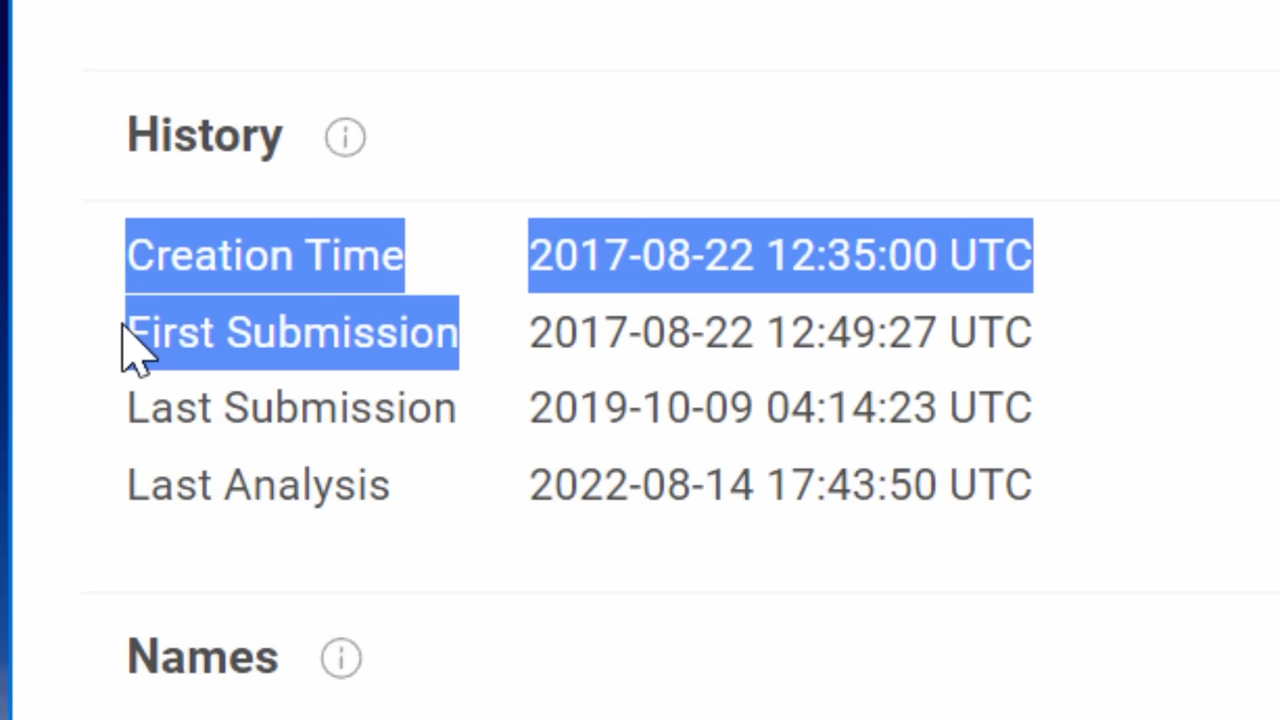 History
Creation Time 2017-08-22 12:35:00 UTC
First Submission 2017-08-22 12:49:27 UTC
Last Submission 2019-10-09 04:14:23 UTC
Last Analysis 2022-08-14 17:43:50 UTC
Names